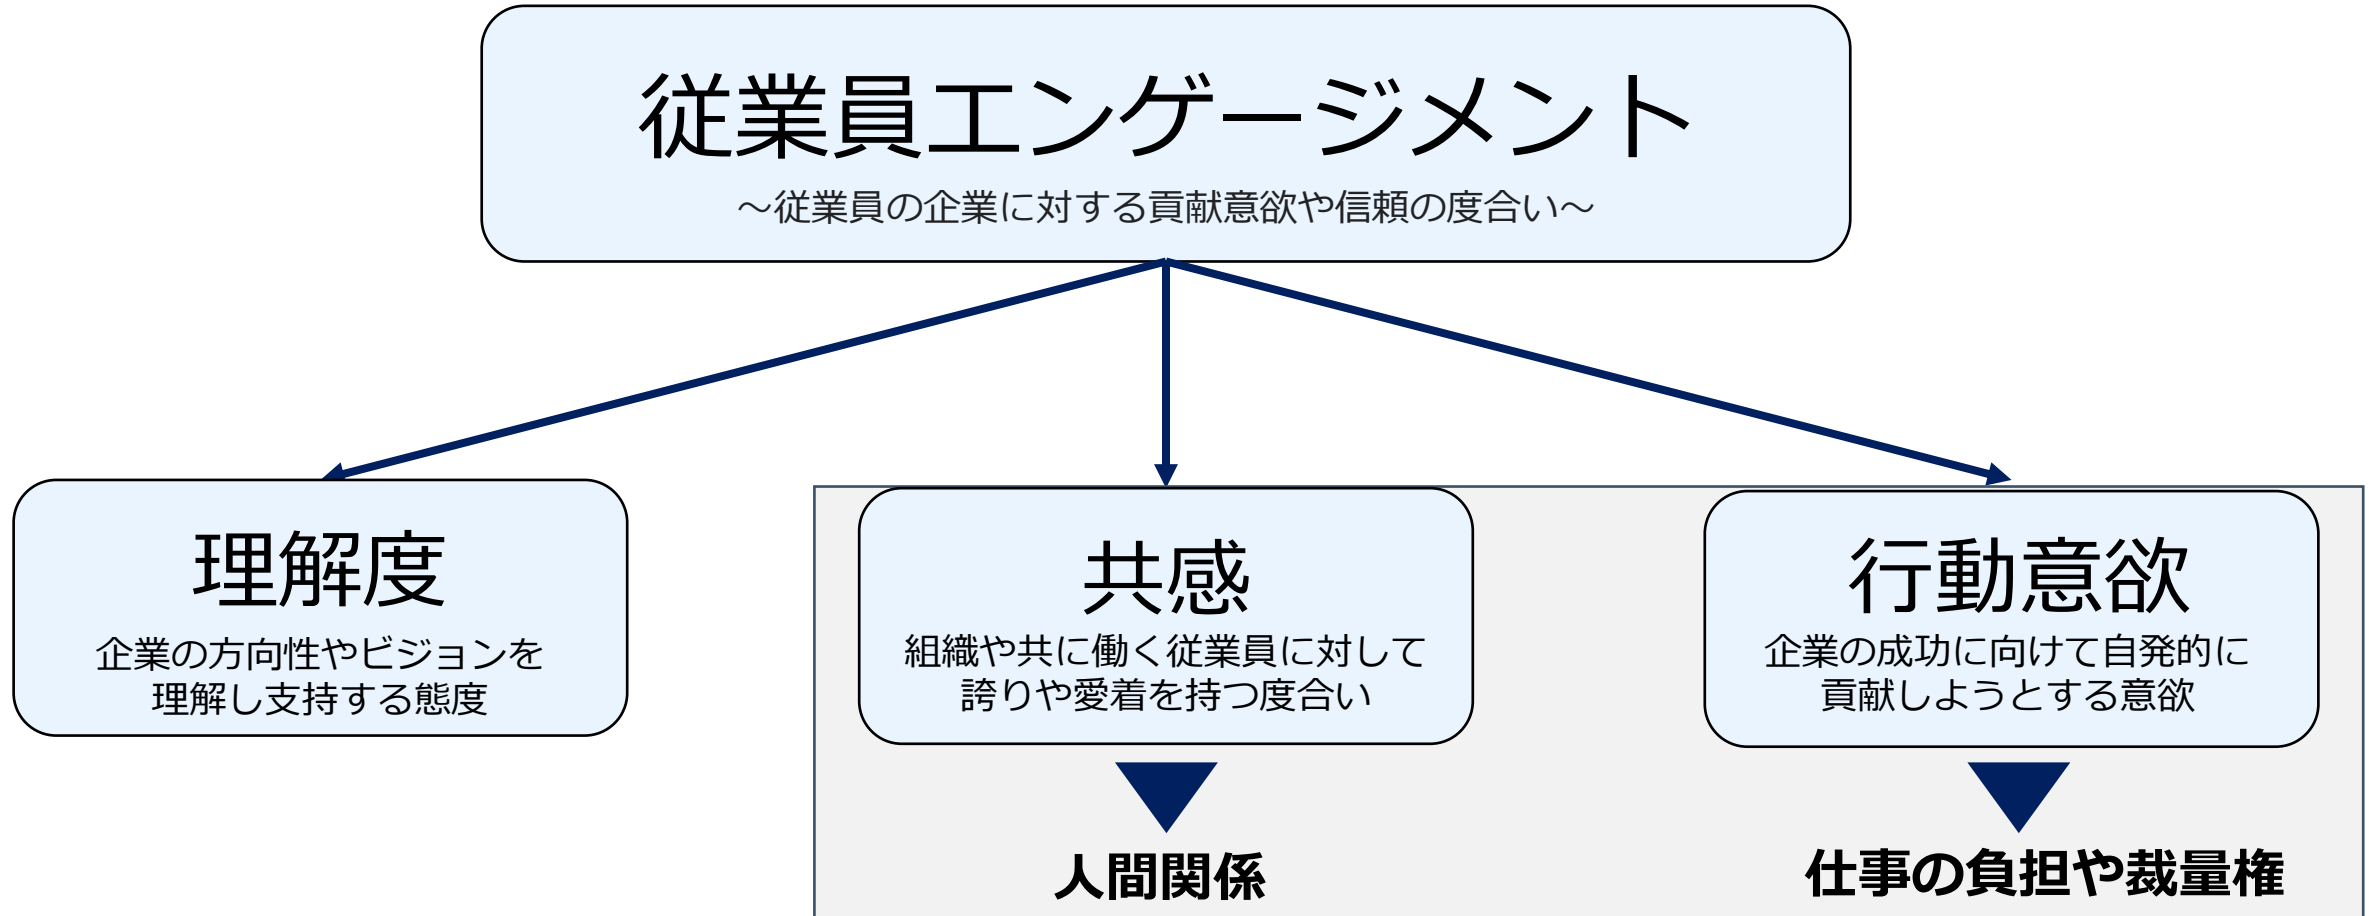 従業員エンゲージメント
～従業員の企業に対する貢献意欲や信頼の度合い～
理解度
企業の方向性やビジョンを
理解し支持する態度
共感
組織や共に働く従業員に対して
誇りや愛着を持つ度合い
行動意欲
企業の成功に向けて自発的に
貢献しようとする意欲
人間関係
仕事の負担や裁量権